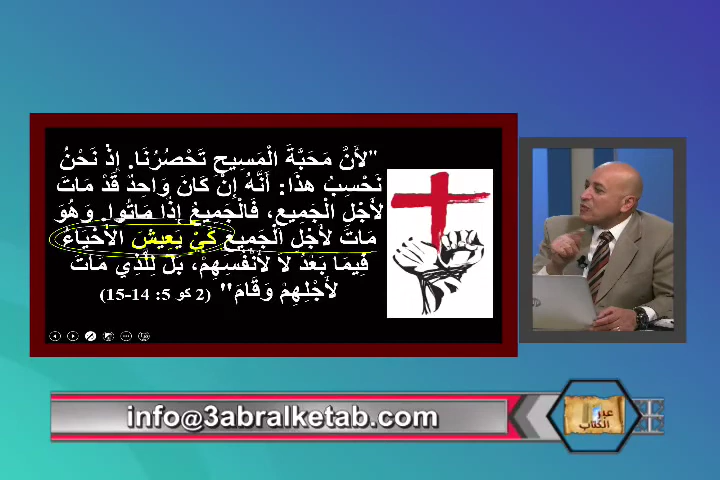 "لأَنَّ مَحَبَّةَ الْمَسِيحِ تَحْصُرُنَا. إِذْ نَحْنُ
نَحْسِبُ هذَا: أَنَّهُ إِنْ كَانَ وَاحِدٌ قَدْ مَاتَ
لأَجْلِ الْجَمِيعِ، فَالْجَمِيعُ إِذًا مَاتُوا. وَهُوَ
مَاتَ لأَجْلِ الْجَمِيعِ كَيْ يَعِيشَ الأَحْيَاءُ
فِيمَا بَعْدُ لاَ لأَنْفُسِهِمْ، بَلْ لِلَّذِي مَاتَ
لأَجْلِهِمْ وَقَامَ" (2 كو 5: 14-15)
info@3abralketab.com
عبر
الكتاب